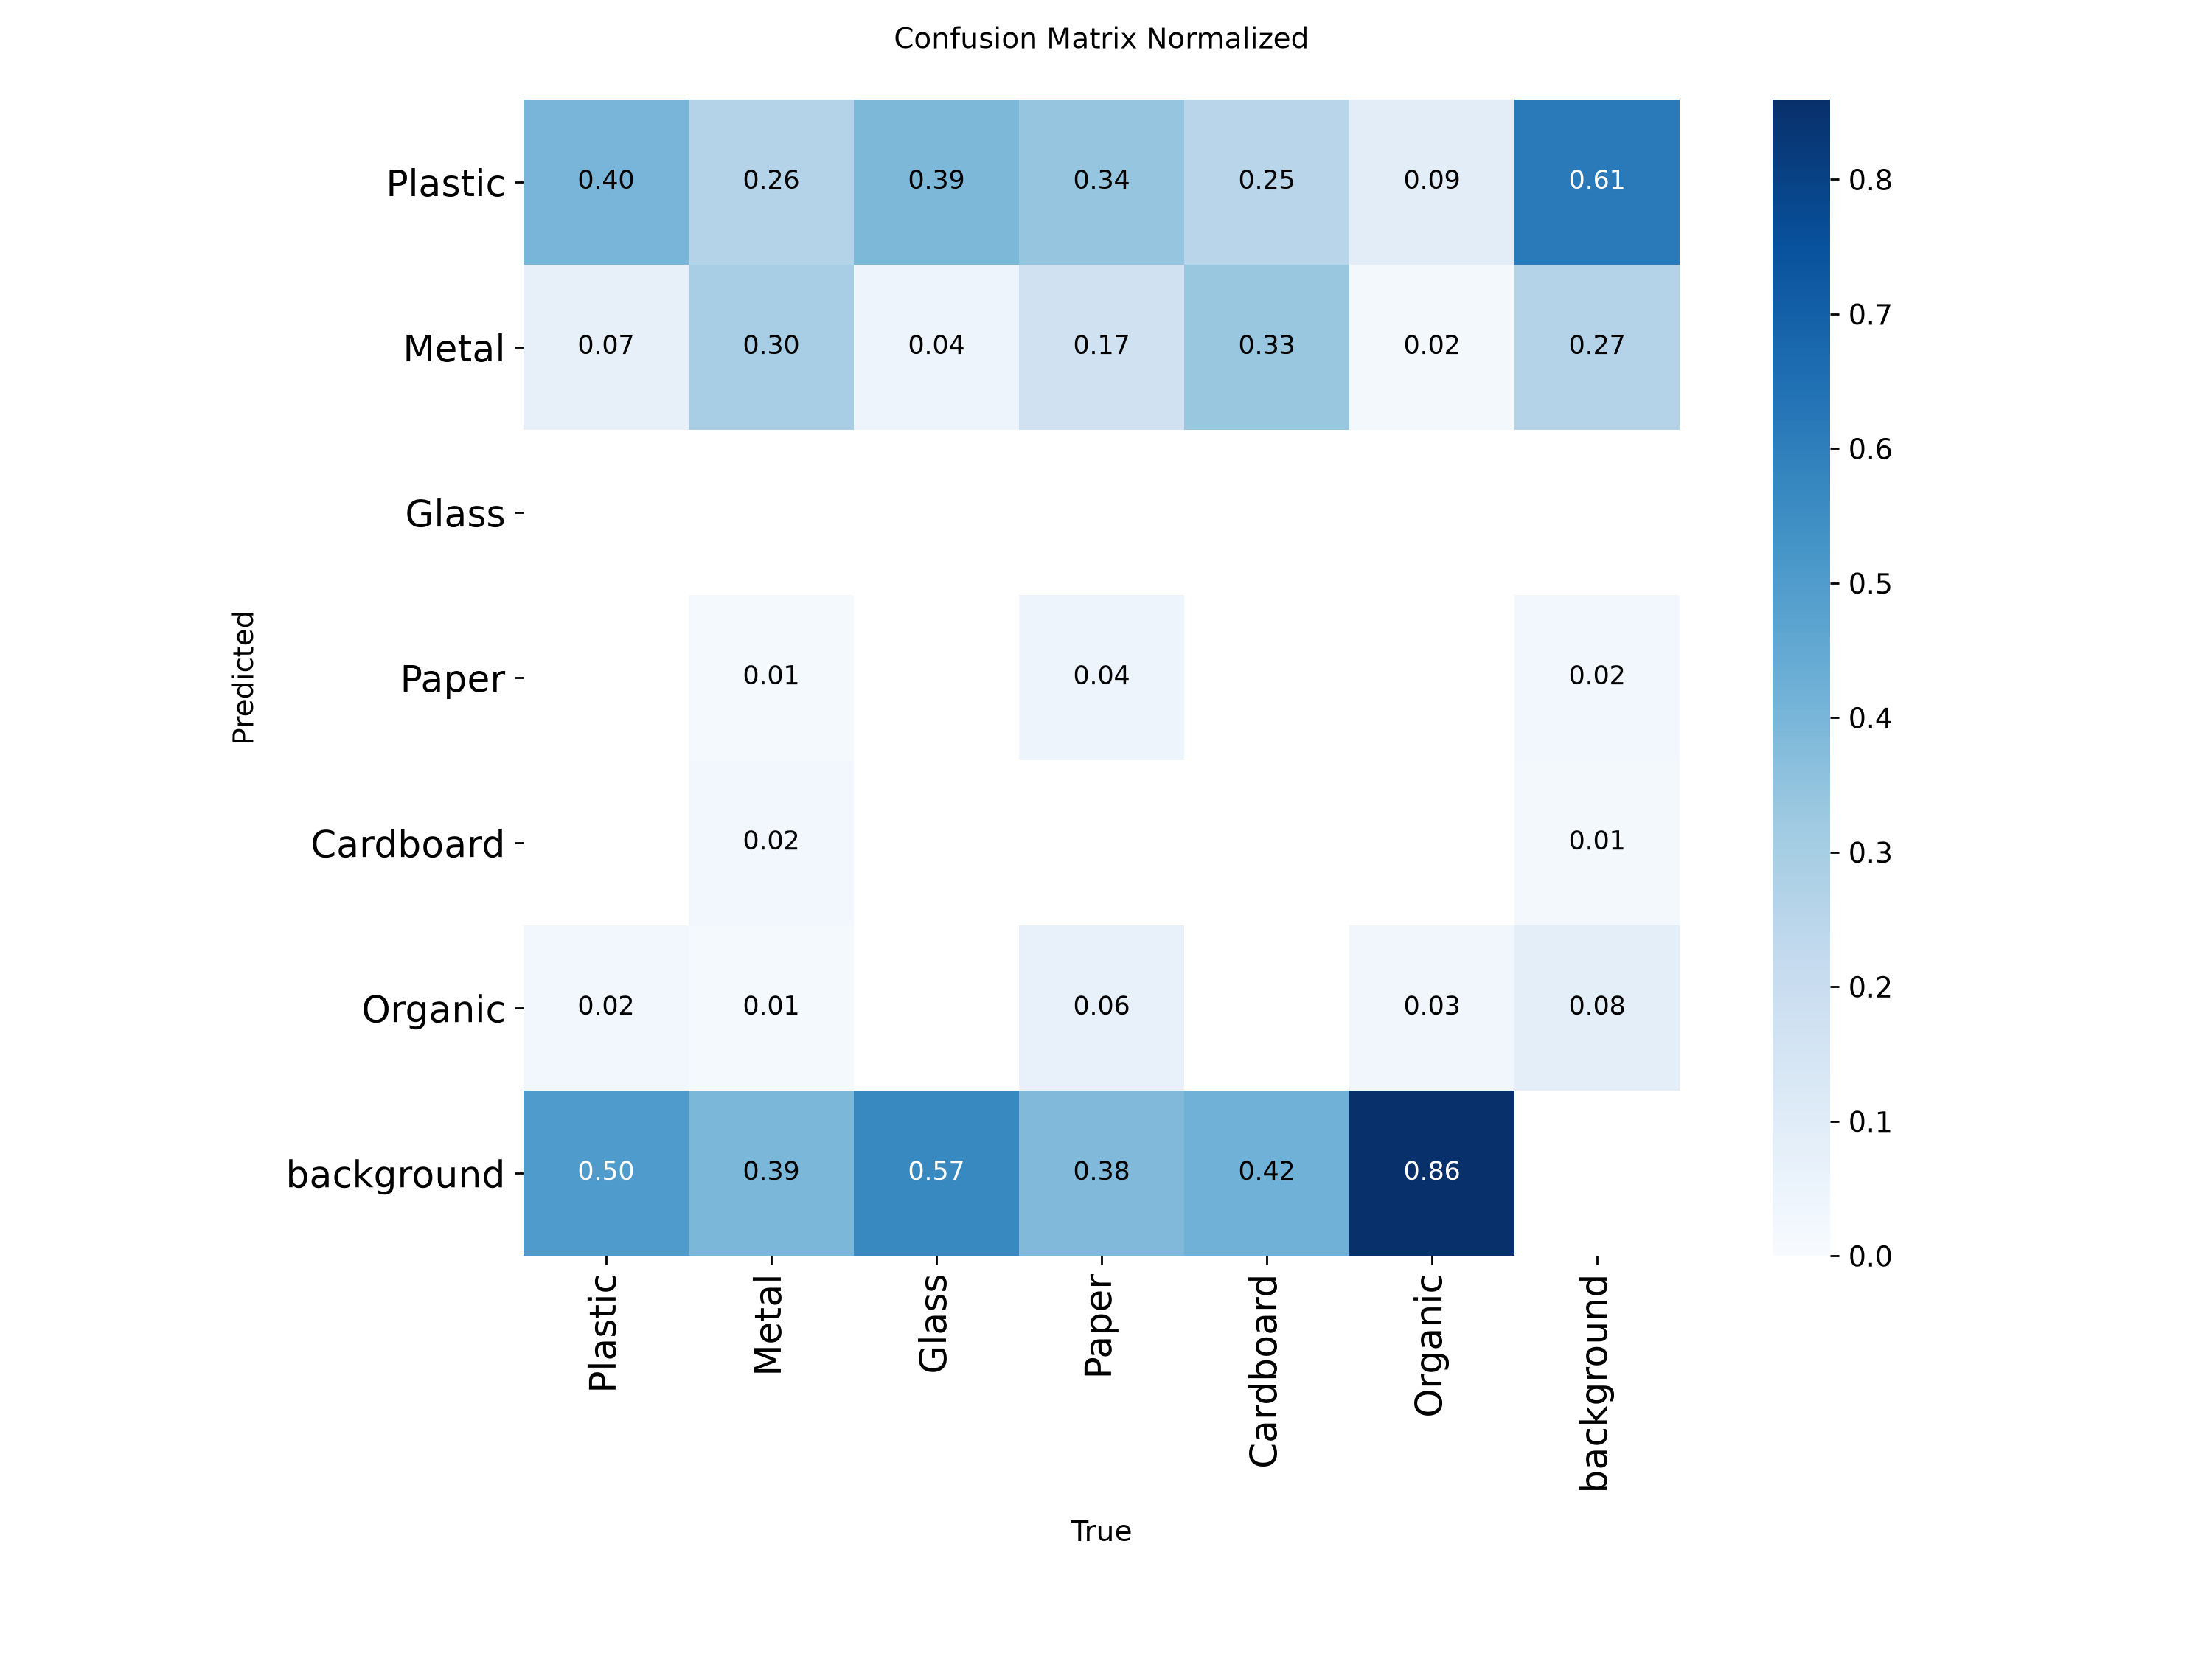 Confusion Matrix Normalized
Plastic 0.40 0.26 0.39 0.34 0.25 0.09 0.61
Metal 0.07 0.30 0.04 0.17 0.33 0.02 0.27
Glass
Paper 0.01 0.04 0.02
Cardboard 0.02 0.01
Organic 0.02 0.01 0.06 0.03 0.08
background 0.50 0.39 0.57 0.38 0.42 0.86
Plastic Metal Glass Paper Cardboard Organic background
True
Predicted
0.8
0.7
0.6
0.5
0.4
0.3
0.2
0.1
0.0